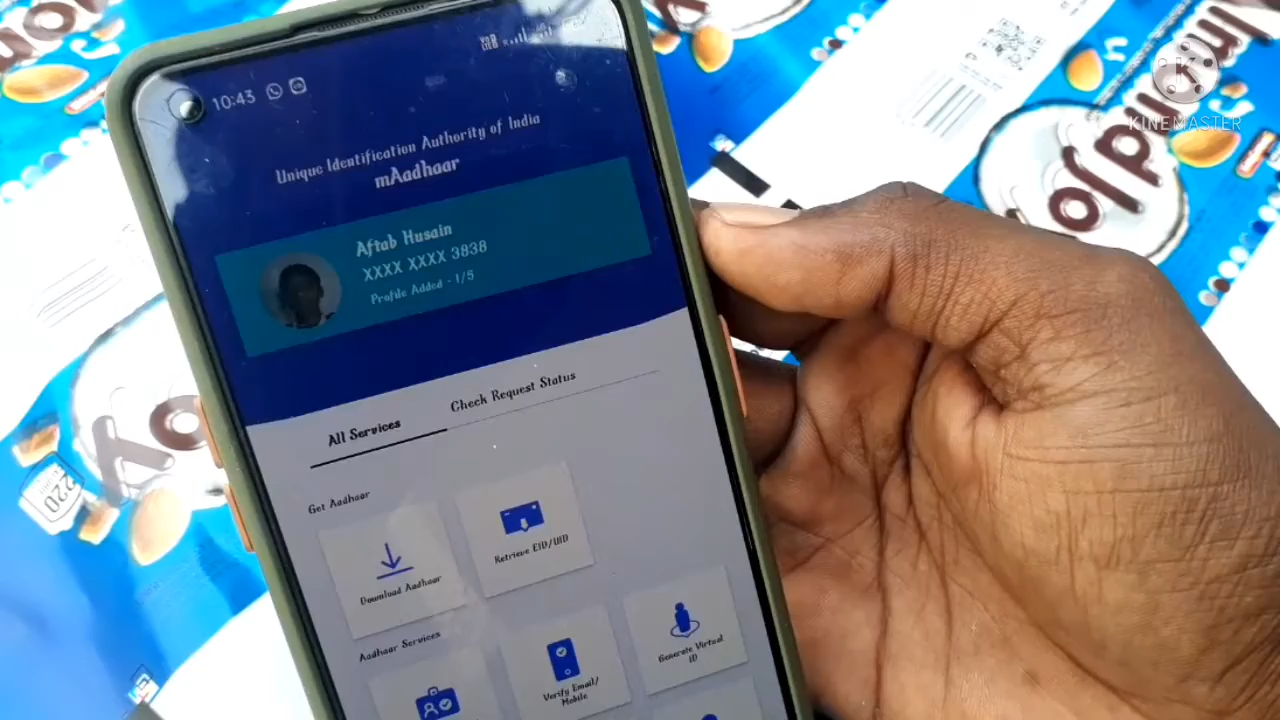 10:43
Unique Identification Authority of India
mAadhaar
Aftab Husain
XXXX XXXX 3838
Profile Added - 1/5
All Services
Check Request Status
Get Aadhaar
Download Aadhaar
Retrieve EID/UID
Aadhaar Services
Verify Email/
Mobile
Generate Virtual
ID
K
KINEMASTER
220